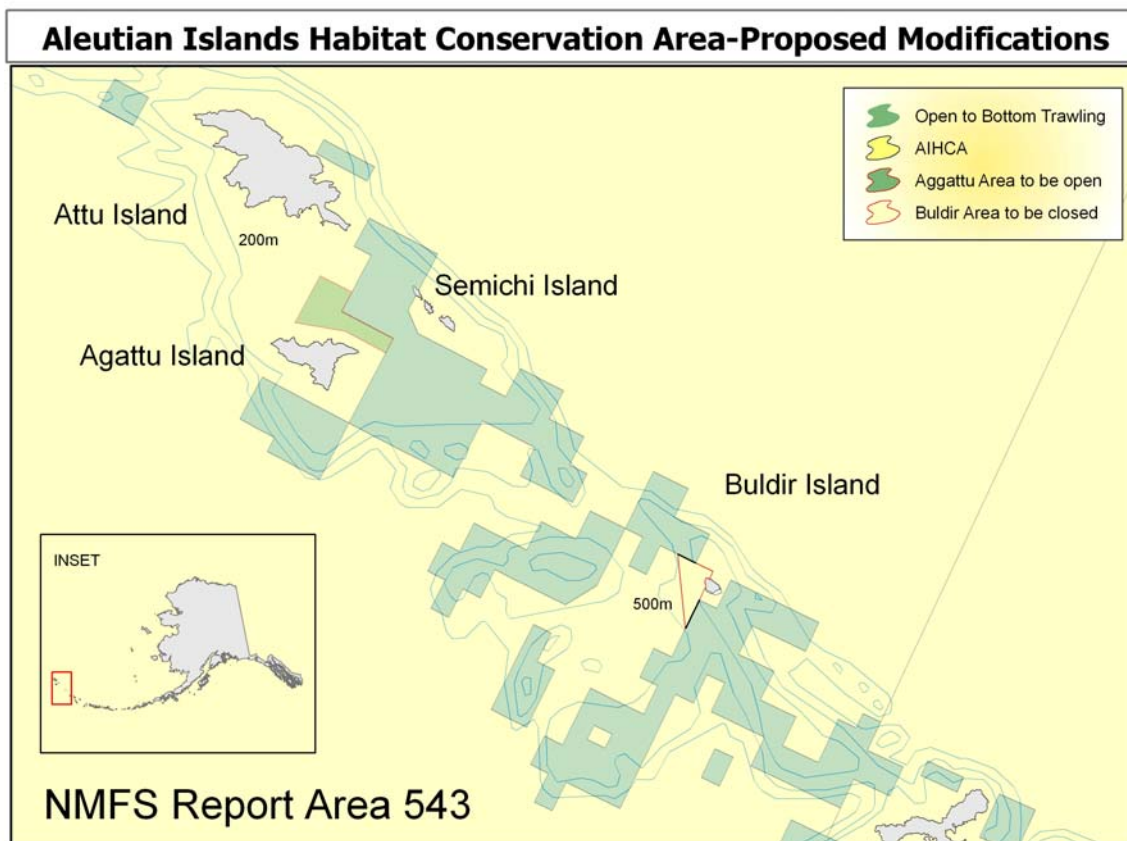 Aleutian Islands Habitat Conservation Area-Proposed Modifications
Open to Bottom Trawling
AIHCA
Aggattu Area to be open
Buldir Area to be closed
Attu Island
200m
Semichi Island
Agattu Island
Buldir Island
INSET
500m
NMFS Report Area 543